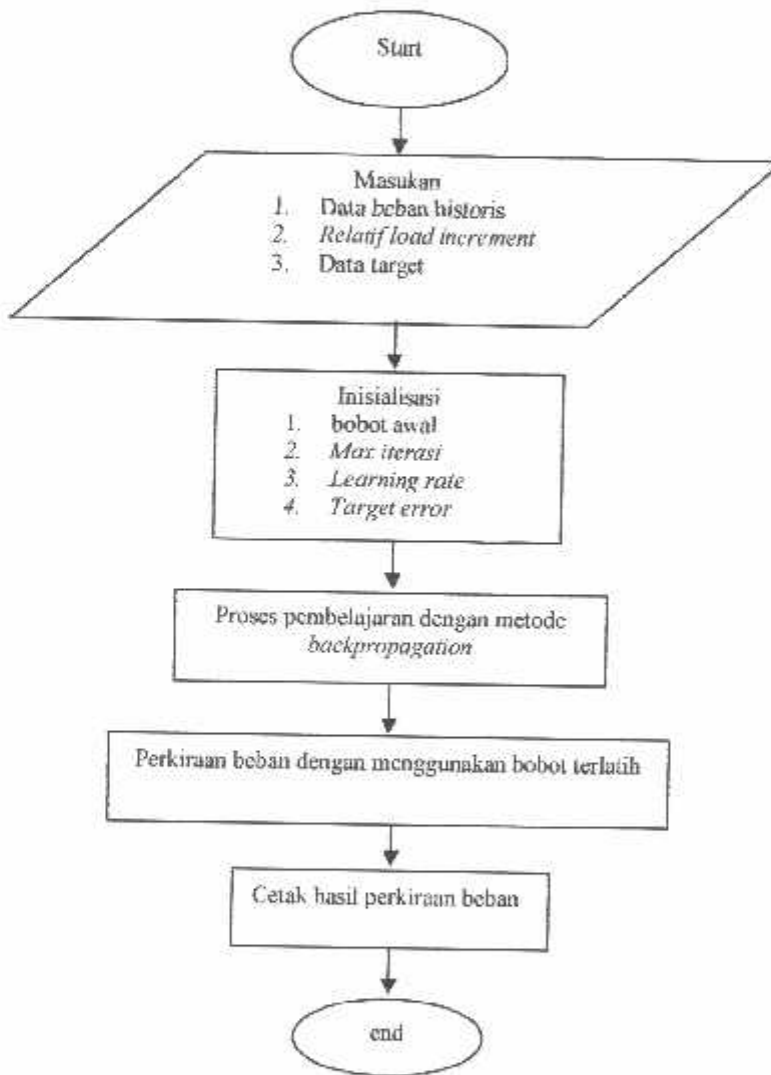 Start
Masukan
1. Data beban historis
2. Relatif load increment
3. Data target
Inisialisasi
1. bobot awal
2. Max iterasi
3. Learning rate
4. Target error
Proses pembelajaran dengan metode
backpropagation
Perkiraan beban dengan menggunakan bobot terlatih
Cetak hasil perkiraan beban
end